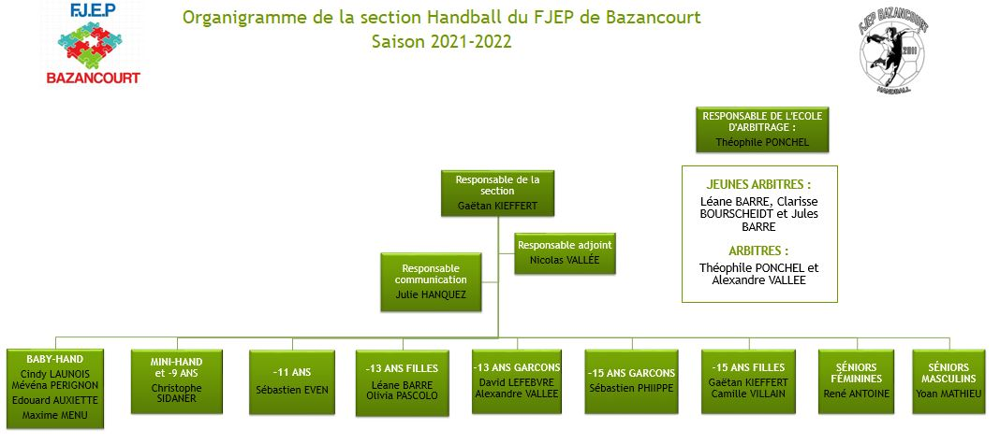 F.J.E.P
BAZANCOURT
Organigramme de la section Handball du FJEP de Bazancourt
Saison 2021-2022
FJEP BAZANCOURT
2011
HANDBALL
RESPONSABLE DE L'ECOLE
D'ARBITRAGE :
Théophile PONCHEL
JEUNES ARBITRES :
Léane BARRE, Clarisse
BOURSCHEIDT et Jules
BARRE
ARBITRES :
Théophile PONCHEL et
Alexandre VALLEE
Responsable de la
section
Gaëtan KIEFFERT
Responsable adjoint
Nicolas VALLÉE
Responsable
communication
Julie HANQUEZ
BABY-HAND
Cindy LAUNOIS
Mévéna PERIGNON
Edouard AUXIETTE
Maxime MENU
MINI-HAND
et -9 ANS
Christophe
SIDANER
-11 ANS
Sébastien EVEN
-13 ANS FILLES
Léane BARRE
Olivia PASCOLO
-13 ANS GARCONS
David LEFEBVRE
Alexandre VALLEE
-15 ANS GARCONS
Sébastien PHIIPPE
-15 ANS FILLES
Gaëtan KIEFFERT
Camille VILLAIN
SÉNIORS
FÉMININES
René ANTOINE
SÉNIORS
MASCULINS
Yoan MATHIEU